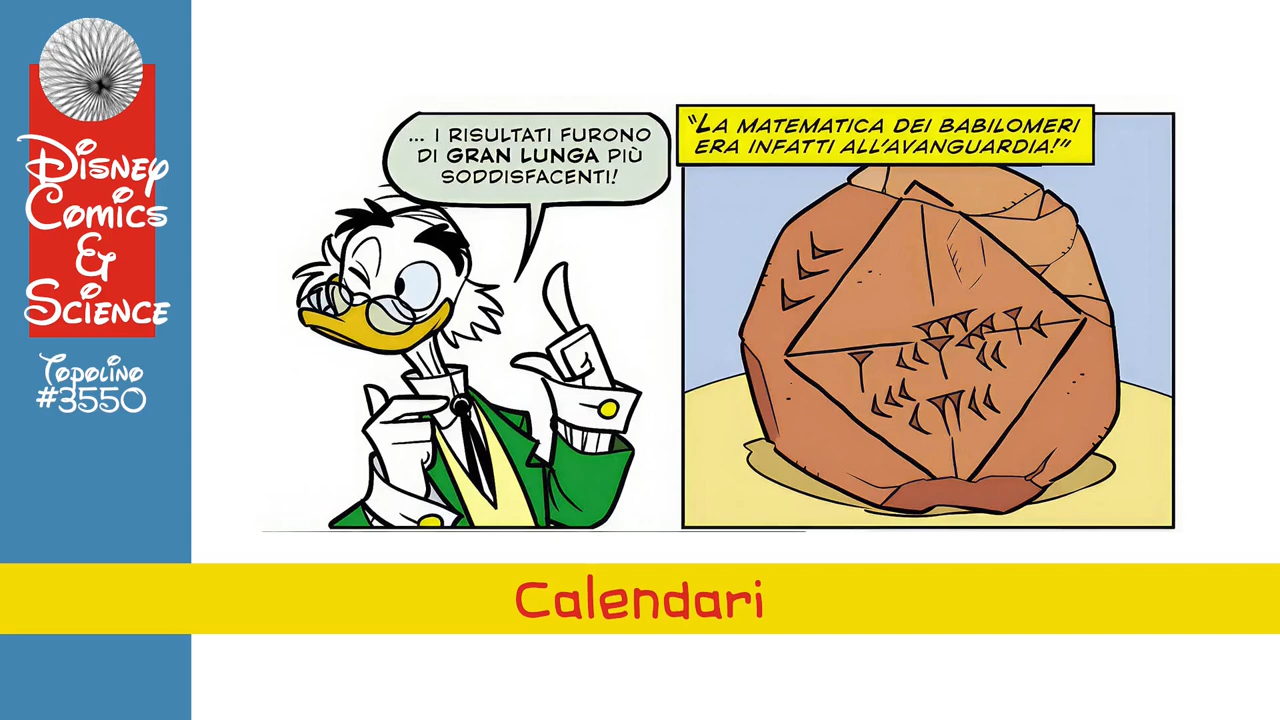 Disney
Comics
&
Science
Topolino
#3550
... I RISULTATI FURONO
DI GRAN LUNGA PIÙ
SODDISFACENTI!
"LA MATEMATICA DEI BABILOMERI
ERA INFATTI ALL'AVANGUARDIA!"
Calendari